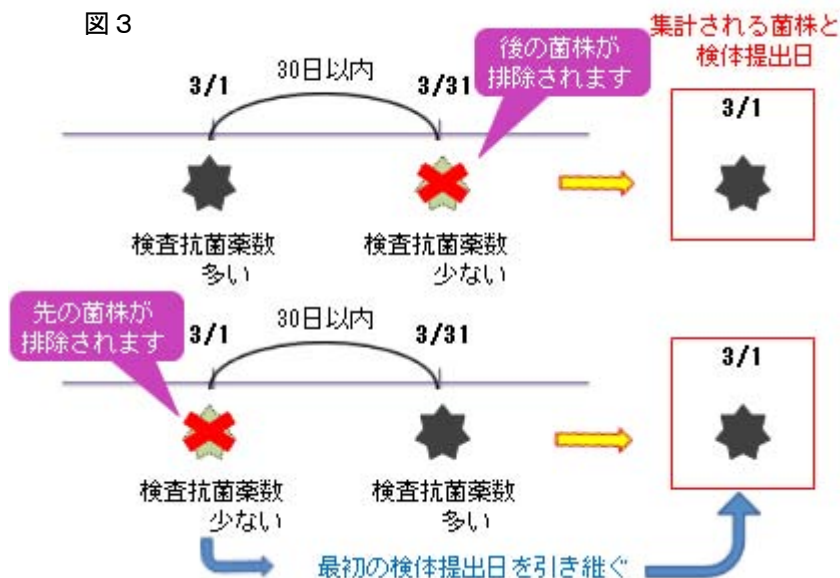 図3
集計される菌株と
検体提出日
後の菌株が
排除されます
30日以内
3/1
3/31
3/1
検査抗菌薬数
多い
検査抗菌薬数
少ない
先の菌株が
排除されます
30日以内
3/1
3/31
3/1
検査抗菌薬数
少ない
検査抗菌薬数
多い
最初の検体提出日を引き継ぐ